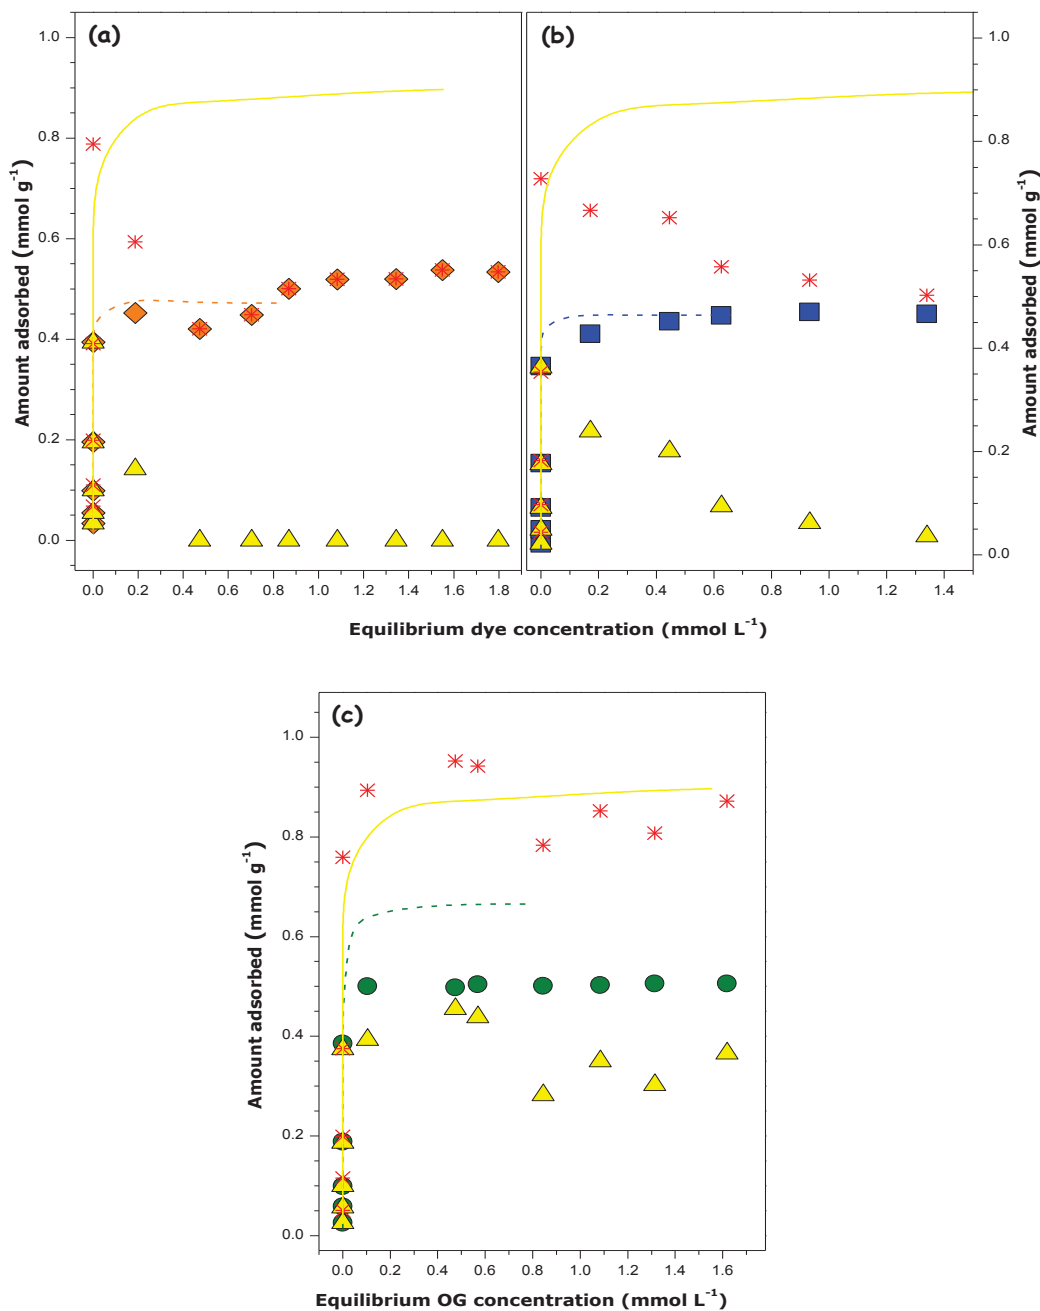 (a)
(b)
1.0
0.8
0.6
0.4
0.2
0.0
Amount adsorbed (mmol g⁻¹)
0.0 0.2 0.4 0.6 0.8 1.0 1.2 1.4 1.6 1.8
0.0 0.2 0.4 0.6 0.8 1.0 1.2 1.4
1.0
0.8
0.6
0.4
0.2
0.0
Amount adsorbed (mmol g⁻¹)
Equilibrium dye concentration (mmol L⁻¹)
(c)
1.0
0.8
0.6
0.4
0.2
0.0
Amount adsorbed (mmol g⁻¹)
0.0 0.2 0.4 0.6 0.8 1.0 1.2 1.4 1.6
Equilibrium OG concentration (mmol L⁻¹)